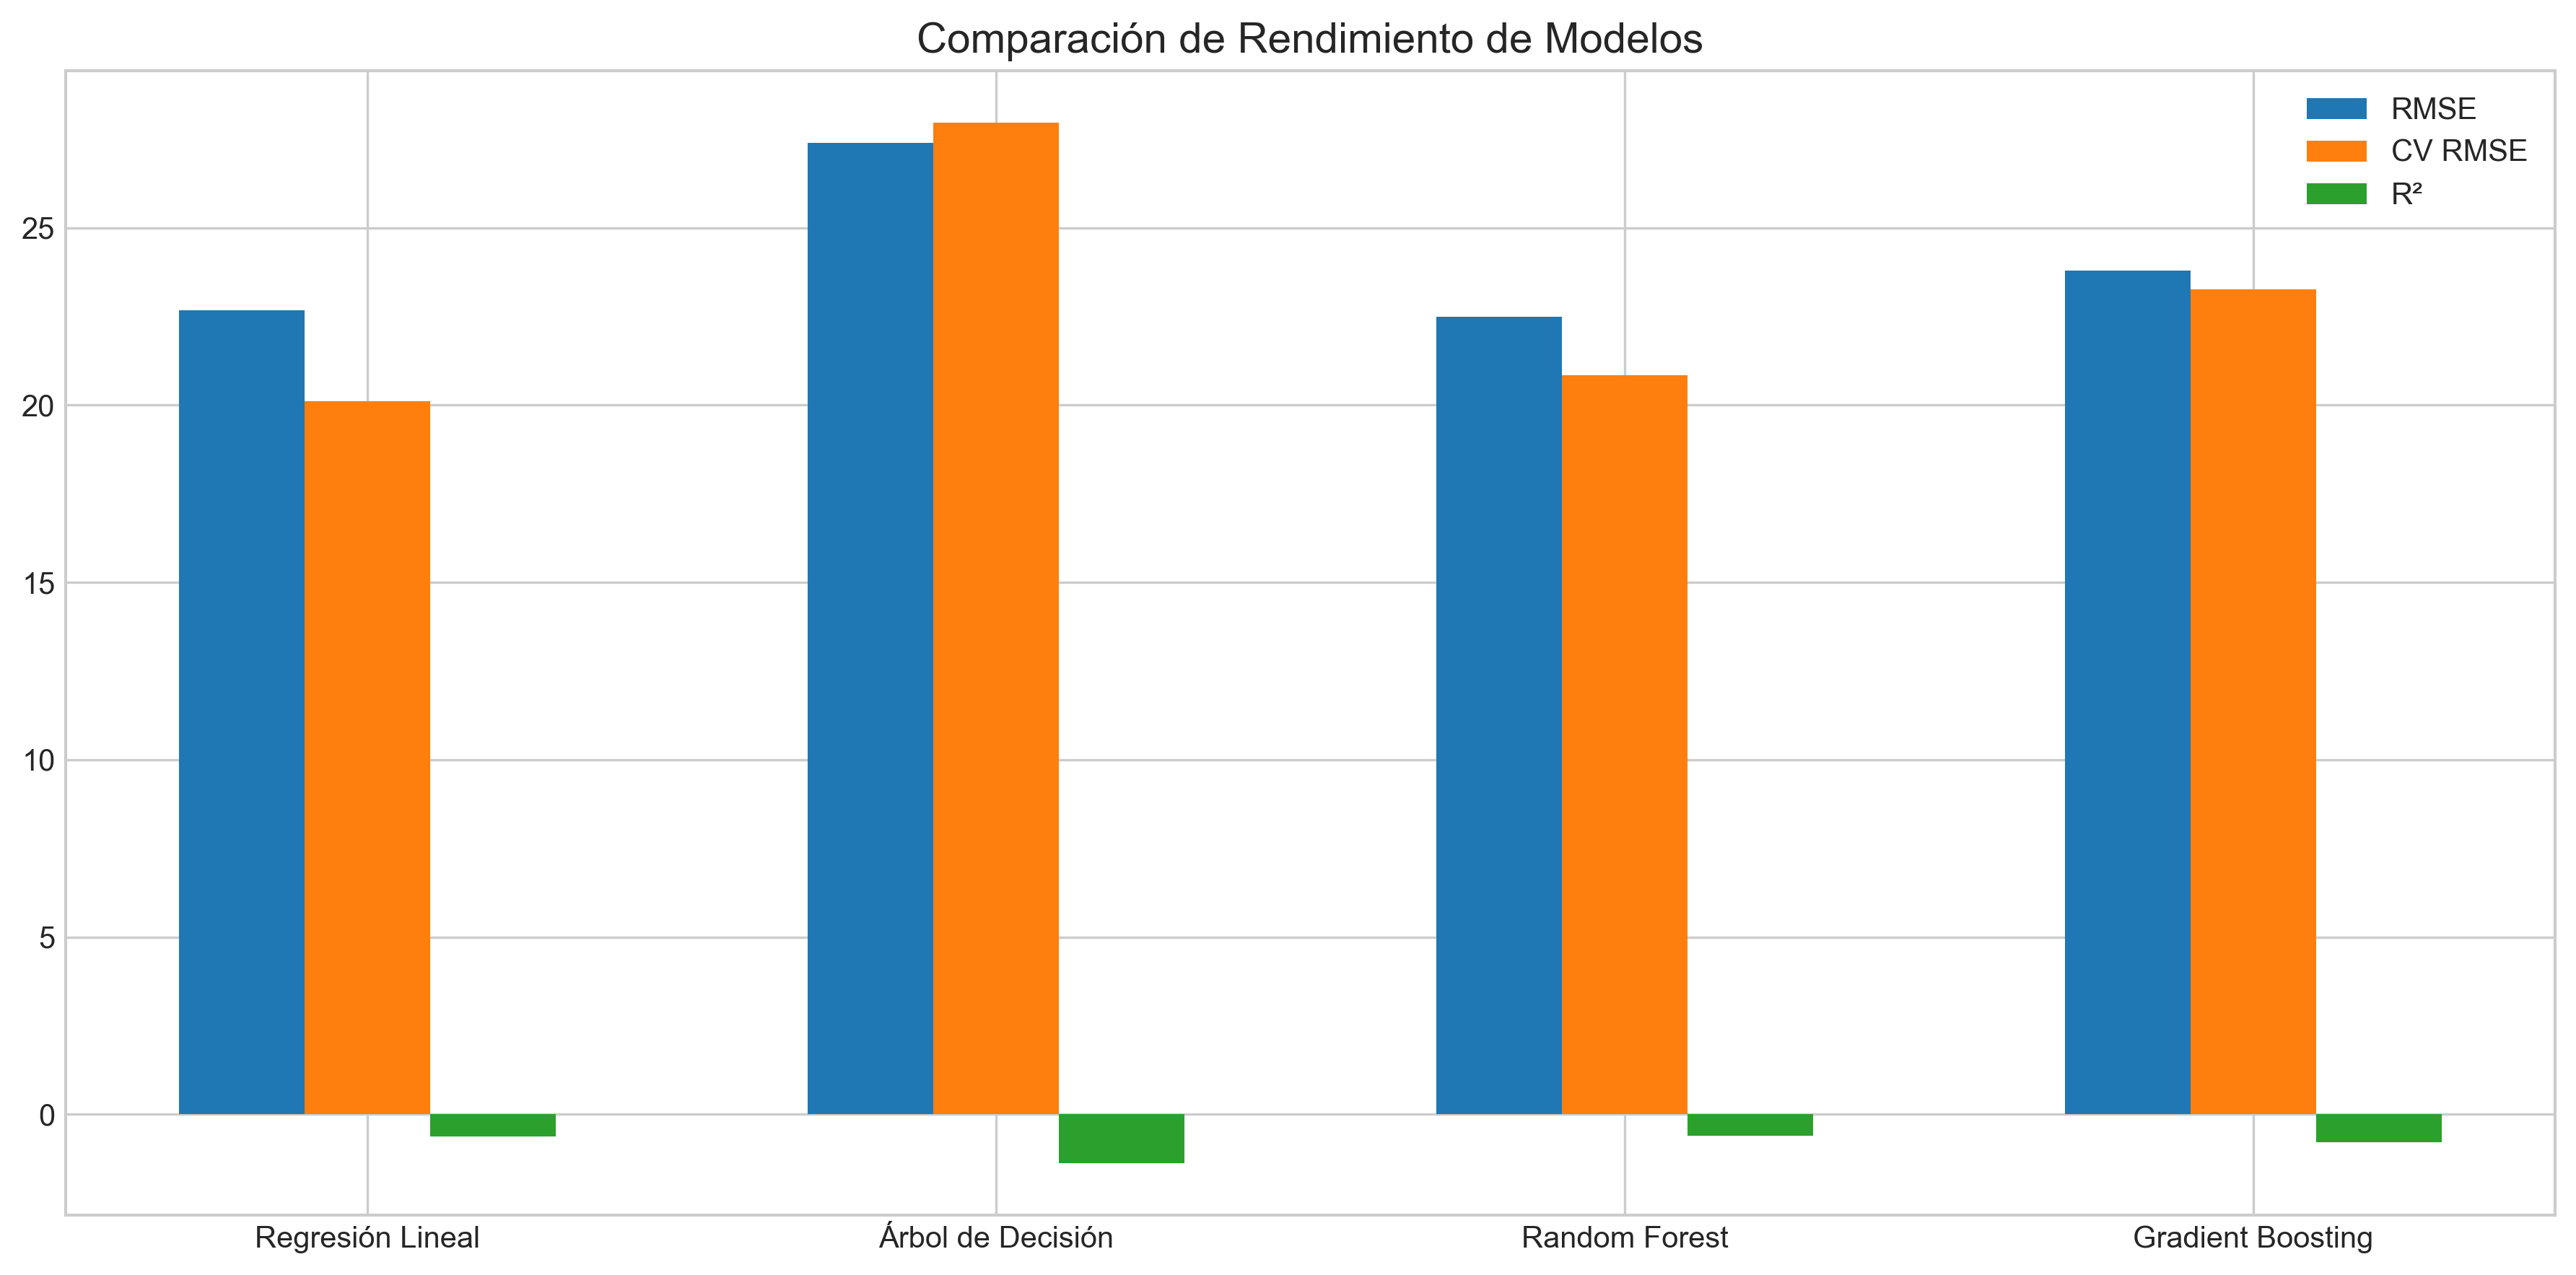 Comparación de Rendimiento de Modelos
RMSE
CV RMSE
R²
25
20
15
10
5
0
Regresión Lineal
Árbol de Decisión
Random Forest
Gradient Boosting